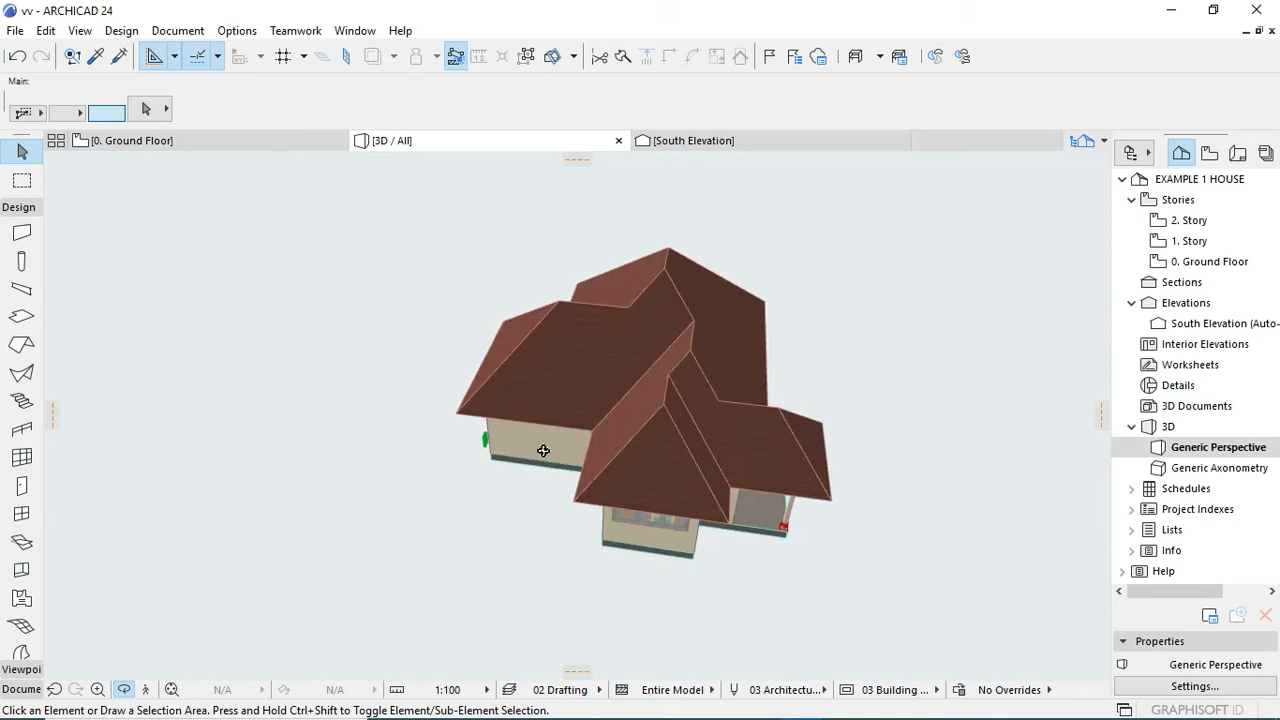 vv - ARCHICAD 24
File Edit View Design Document Options Teamwork Window Help
Main:
[0. Ground Floor]
[3D / All]
[South Elevation]
Design
EXAMPLE 1 HOUSE
Stories
2. Story
1. Story
0. Ground Floor
Sections
Elevations
South Elevation (Auto-
Interior Elevations
Worksheets
Details
3D Documents
3D
Generic Perspective
Generic Axonometry
Schedules
Project Indexes
Lists
Info
Help
Properties
Generic Perspective
Settings...
Viewpoi
Docume
N/A
N/A
1:100
02 Drafting
Entire Model
03 Architectu...
03 Building ...
No Overrides
Click an Element or Draw a Selection Area. Press and Hold Ctrl+Shift to Toggle Element/Sub-Element Selection.
GRAPHISOFT ID